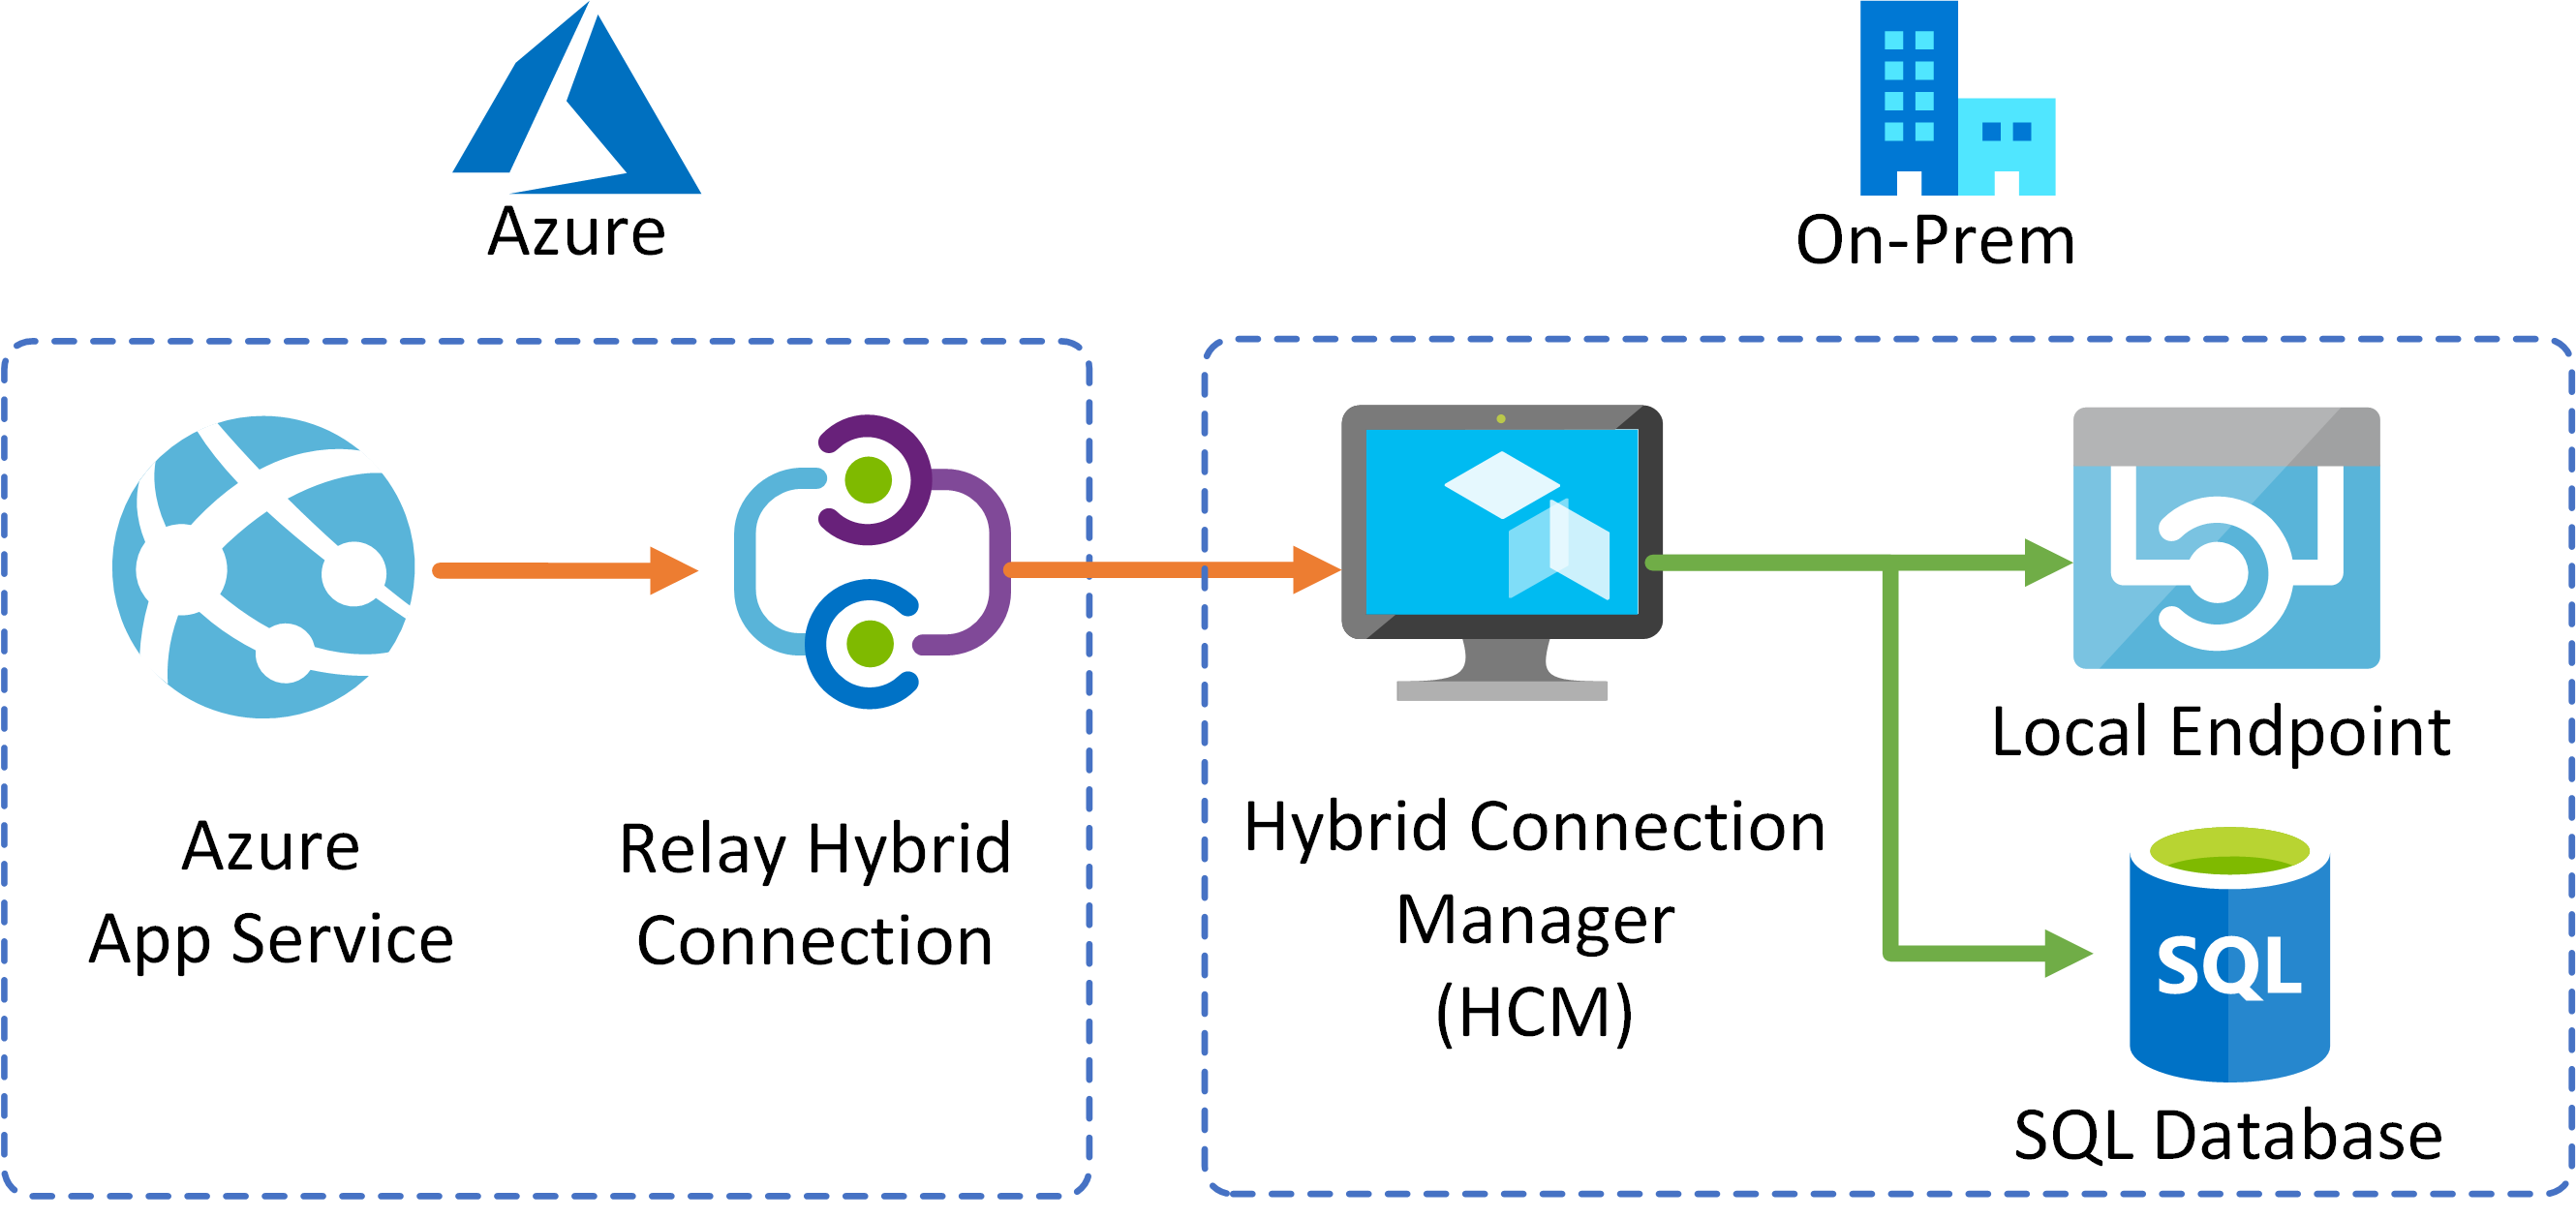 Azure
On-Prem
Azure
App Service
Relay Hybrid
Connection
Hybrid Connection
Manager
(HCM)
Local Endpoint
SQL
SQL Database